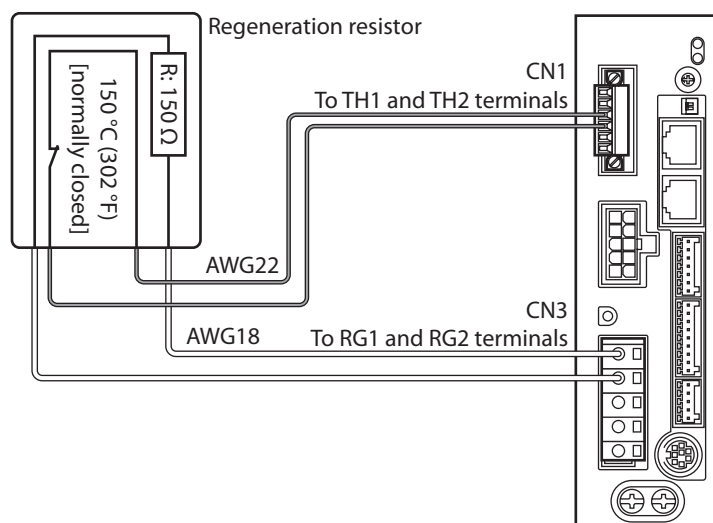 Regeneration resistor
R: 150 Ω
150 °C (302 °F)
[normally closed]
CN1
To TH1 and TH2 terminals
AWG22
CN3
AWG18
To RG1 and RG2 terminals